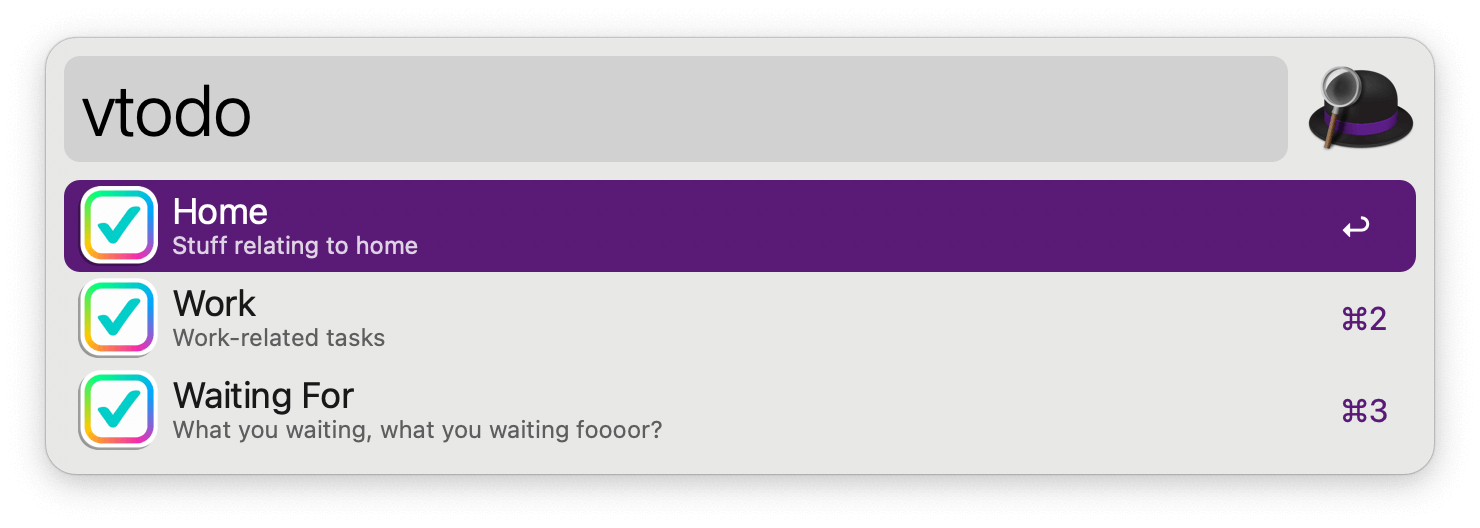 vtodo
Home
Stuff relating to home
↩
Work
Work-related tasks
⌘2
Waiting For
What you waiting, what you waiting foooor?
⌘3